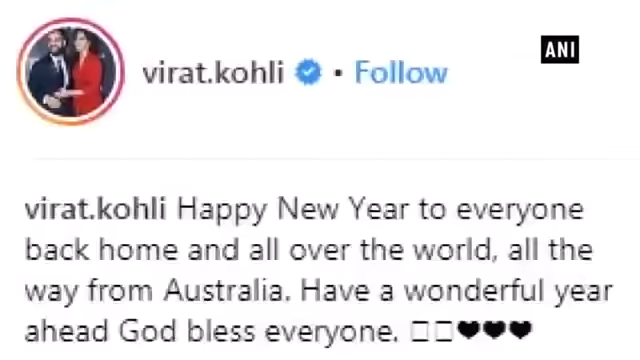 ANI
virat.kohli • Follow
virat.kohli Happy New Year to everyone
back home and all over the world, all the
way from Australia. Have a wonderful year
ahead God bless everyone. □□❤❤❤